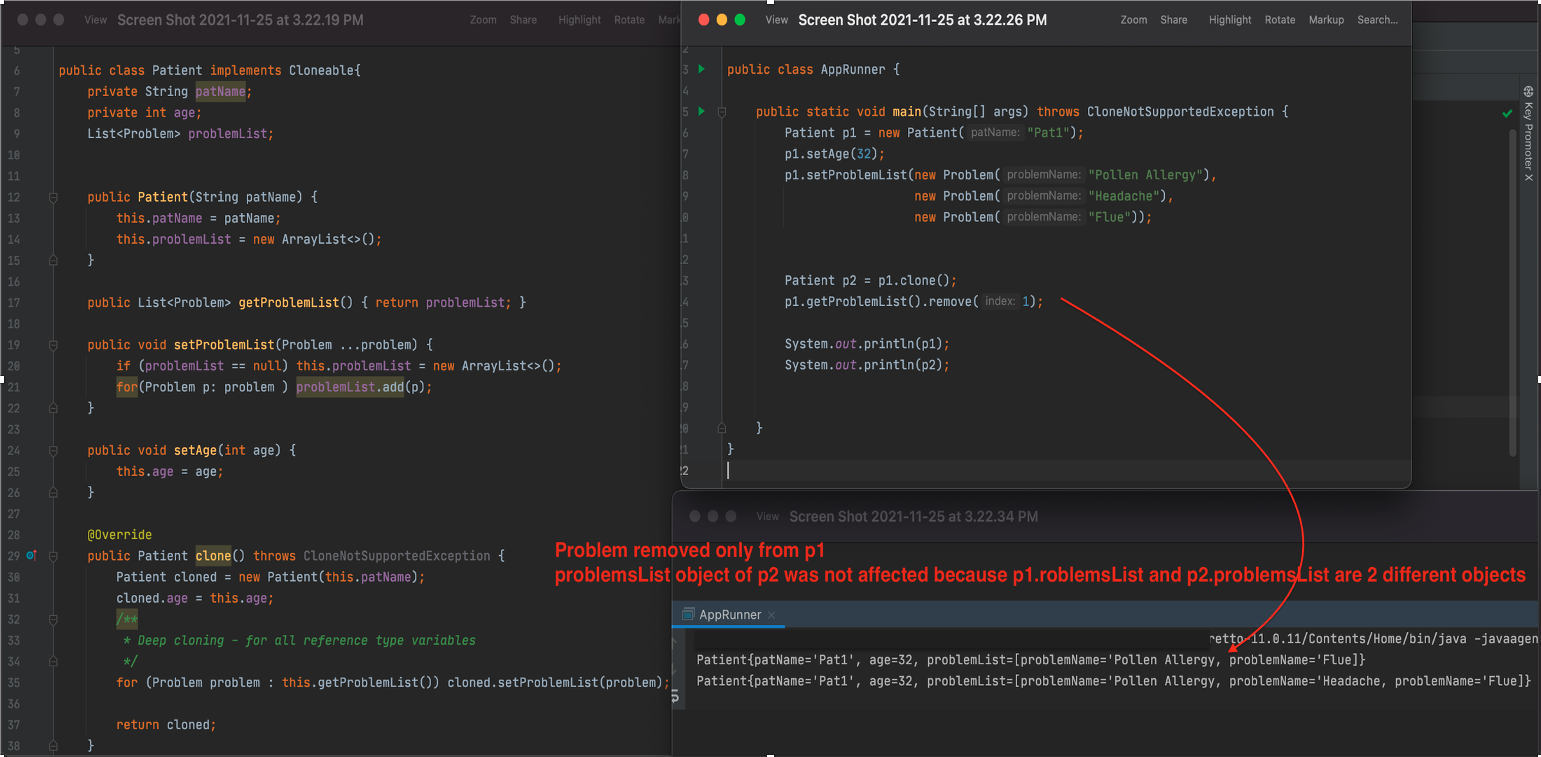 View Screen Shot 2021-11-25 at 3.22.19 PM Zoom Share Highlight Rotate Mark
5
6 public class Patient implements Cloneable{
7 private String patName;
8 private int age;
9 List<Problem> problemList;
10
11
12 public Patient(String patName) {
13 this.patName = patName;
14 this.problemList = new ArrayList<>();
15 }
16
17 public List<Problem> getProblemList() { return problemList; }
18
19 public void setProblemList(Problem ...problem) {
20 if (problemList == null) this.problemList = new ArrayList<>();
21 for(Problem p: problem ) problemList.add(p);
22 }
23
24 public void setAge(int age) {
25 this.age = age;
26 }
27
28 @Override
29 public Patient clone() throws CloneNotSupportedException {
30 Patient cloned = new Patient(this.patName);
31 cloned.age = this.age;
32 /**
33 * Deep cloning - for all reference type variables
34 */
35 for (Problem problem : this.getProblemList()) cloned.setProblemList(problem);
36
37 return cloned;
38 }
View Screen Shot 2021-11-25 at 3.22.26 PM Zoom Share Highlight Rotate Markup Search...
2
3 public class AppRunner {
4
5 public static void main(String[] args) throws CloneNotSupportedException {
6 Patient p1 = new Patient( patName: "Pat1");
7 p1.setAge(32);
8 p1.setProblemList(new Problem( problemName: "Pollen Allergy"),
9 new Problem( problemName: "Headache"),
0 new Problem( problemName: "Flue"));
1
2
3 Patient p2 = p1.clone();
4 p1.getProblemList().remove( index: 1);
5
6 System.out.println(p1);
7 System.out.println(p2);
8
9
0 }
1 }
22
Key Promoter X
View Screen Shot 2021-11-25 at 3.22.34 PM
Problem removed only from p1
problemsList object of p2 was not affected because p1.roblemsList and p2.problemsList are 2 different objects
AppRunner
retto-11.0.11/Contents/Home/bin/java -javaagen
Patient{patName='Pat1', age=32, problemList=[problemName='Pollen Allergy, problemName='Flue]}
Patient{patName='Pat1', age=32, problemList=[problemName='Pollen Allergy, problemName='Headache, problemName='Flue]}